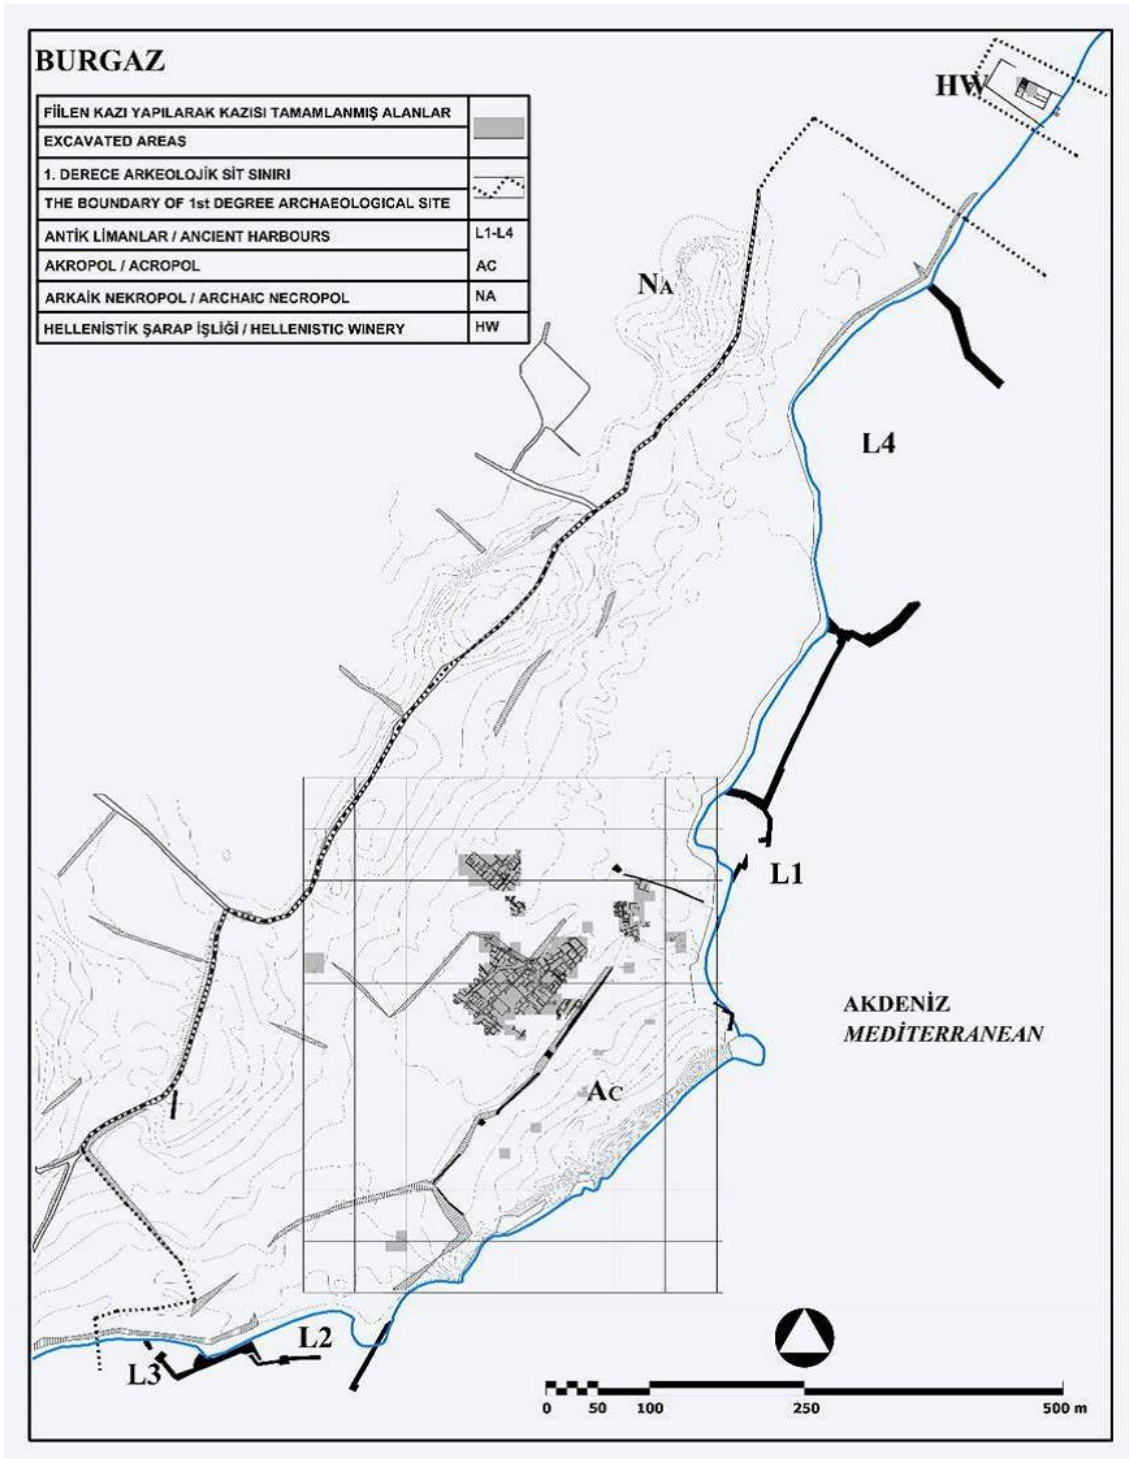 BURGAZ
FİİLEN KAZI YAPILARAK KAZISI TAMAMLANMIŞ ALANLAR
EXCAVATED AREAS
1. DERECE ARKEOLOJİK SİT SINIRI
THE BOUNDARY OF 1st DEGREE ARCHAEOLOGICAL SITE
ANTİK LİMANLAR / ANCIENT HARBOURS L1-L4
AKROPOL / ACROPOL AC
ARKAİK NEKROPOL / ARCHAIC NECROPOL NA
HELLENİSTİK ŞARAP İŞLİĞİ / HELLENISTIC WINERY HW
HW
NA
L4
L1
AKDENİZ
MEDİTERRANEAN
AC
L2
L3
0 50 100 250 500 m